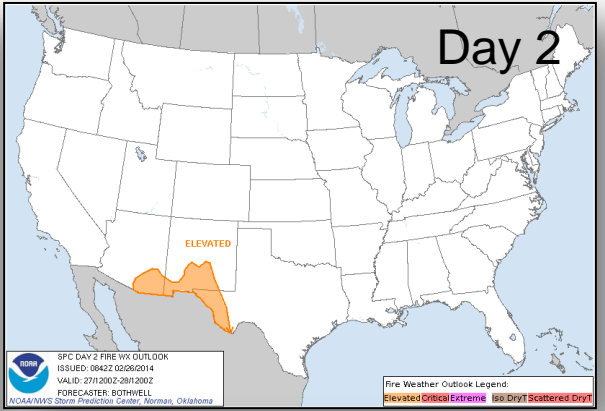 Day 2
ELEVATED
NOAA
SPC DAY 2 FIRE WX OUTLOOK
ISSUED: 0842Z 02/26/2014
VALID: 27/1200Z-28/1200Z
FORECASTER: BOTHWELL
NOAA/NWS Storm Prediction Center, Norman, Oklahoma
Fire Weather Outlook Legend:
Elevated Critical Extreme Iso DryT Scattered DryT